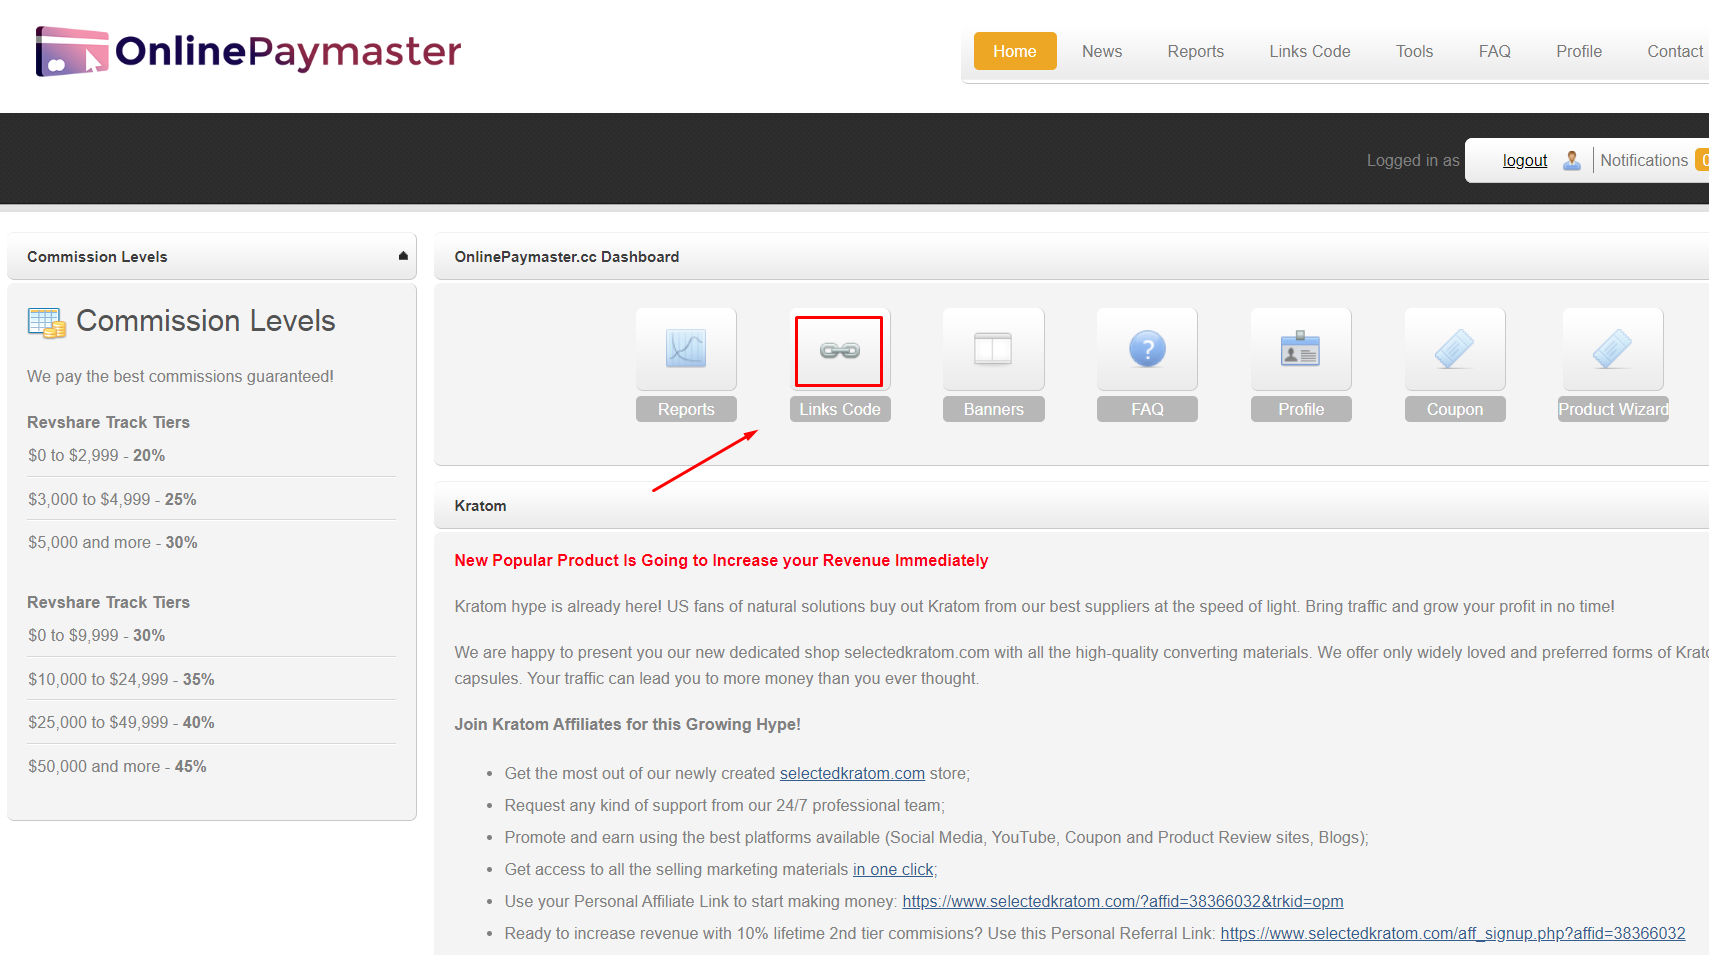 OnlinePaymaster
Home News Reports Links Code Tools FAQ Profile Contact
Logged in as logout Notifications
Commission Levels
Commission Levels
We pay the best commissions guaranteed!
Revshare Track Tiers
$0 to $2,999 - 20%
$3,000 to $4,999 - 25%
$5,000 and more - 30%
Revshare Track Tiers
$0 to $9,999 - 30%
$10,000 to $24,999 - 35%
$25,000 to $49,999 - 40%
$50,000 and more - 45%
OnlinePaymaster.cc Dashboard
Reports Links Code Banners FAQ Profile Coupon Product Wizard
Kratom
New Popular Product Is Going to Increase your Revenue Immediately
Kratom hype is already here! US fans of natural solutions buy out Kratom from our best suppliers at the speed of light. Bring traffic and grow your profit in no time!
We are happy to present you our new dedicated shop selectedkratom.com with all the high-quality converting materials. We offer only widely loved and preferred forms of
capsules. Your traffic can lead you to more money than you ever thought.
Join Kratom Affiliates for this Growing Hype!
• Get the most out of our newly created selectedkratom.com store;
• Request any kind of support from our 24/7 professional team;
• Promote and earn using the best platforms available (Social Media, YouTube, Coupon and Product Review sites, Blogs);
• Get access to all the selling marketing materials in one click;
• Use your Personal Affiliate Link to start making money: https://www.selectedkratom.com/?affid=38366032&trkid=opm
• Ready to increase revenue with 10% lifetime 2nd tier commisions? Use this Personal Referral Link: https://www.selectedkratom.com/aff_signup.php?affid=38366032